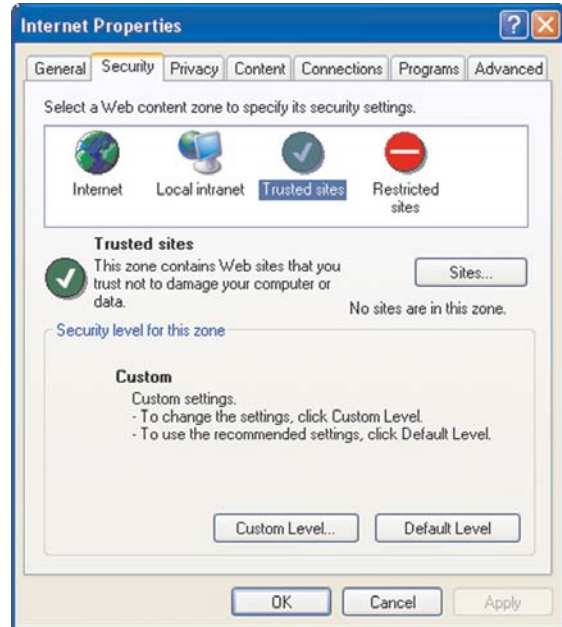 Internet Properties
General Security Privacy Content Connections Programs Advanced
Select a Web content zone to specify its security settings.
Internet Local intranet Trusted sites Restricted
sites
Trusted sites
This zone contains Web sites that you
trust not to damage your computer or
data.
Sites...
No sites are in this zone.
Security level for this zone
Custom
Custom settings.
- To change the settings, click Custom Level.
- To use the recommended settings, click Default Level.
Custom Level... Default Level
OK Cancel Apply